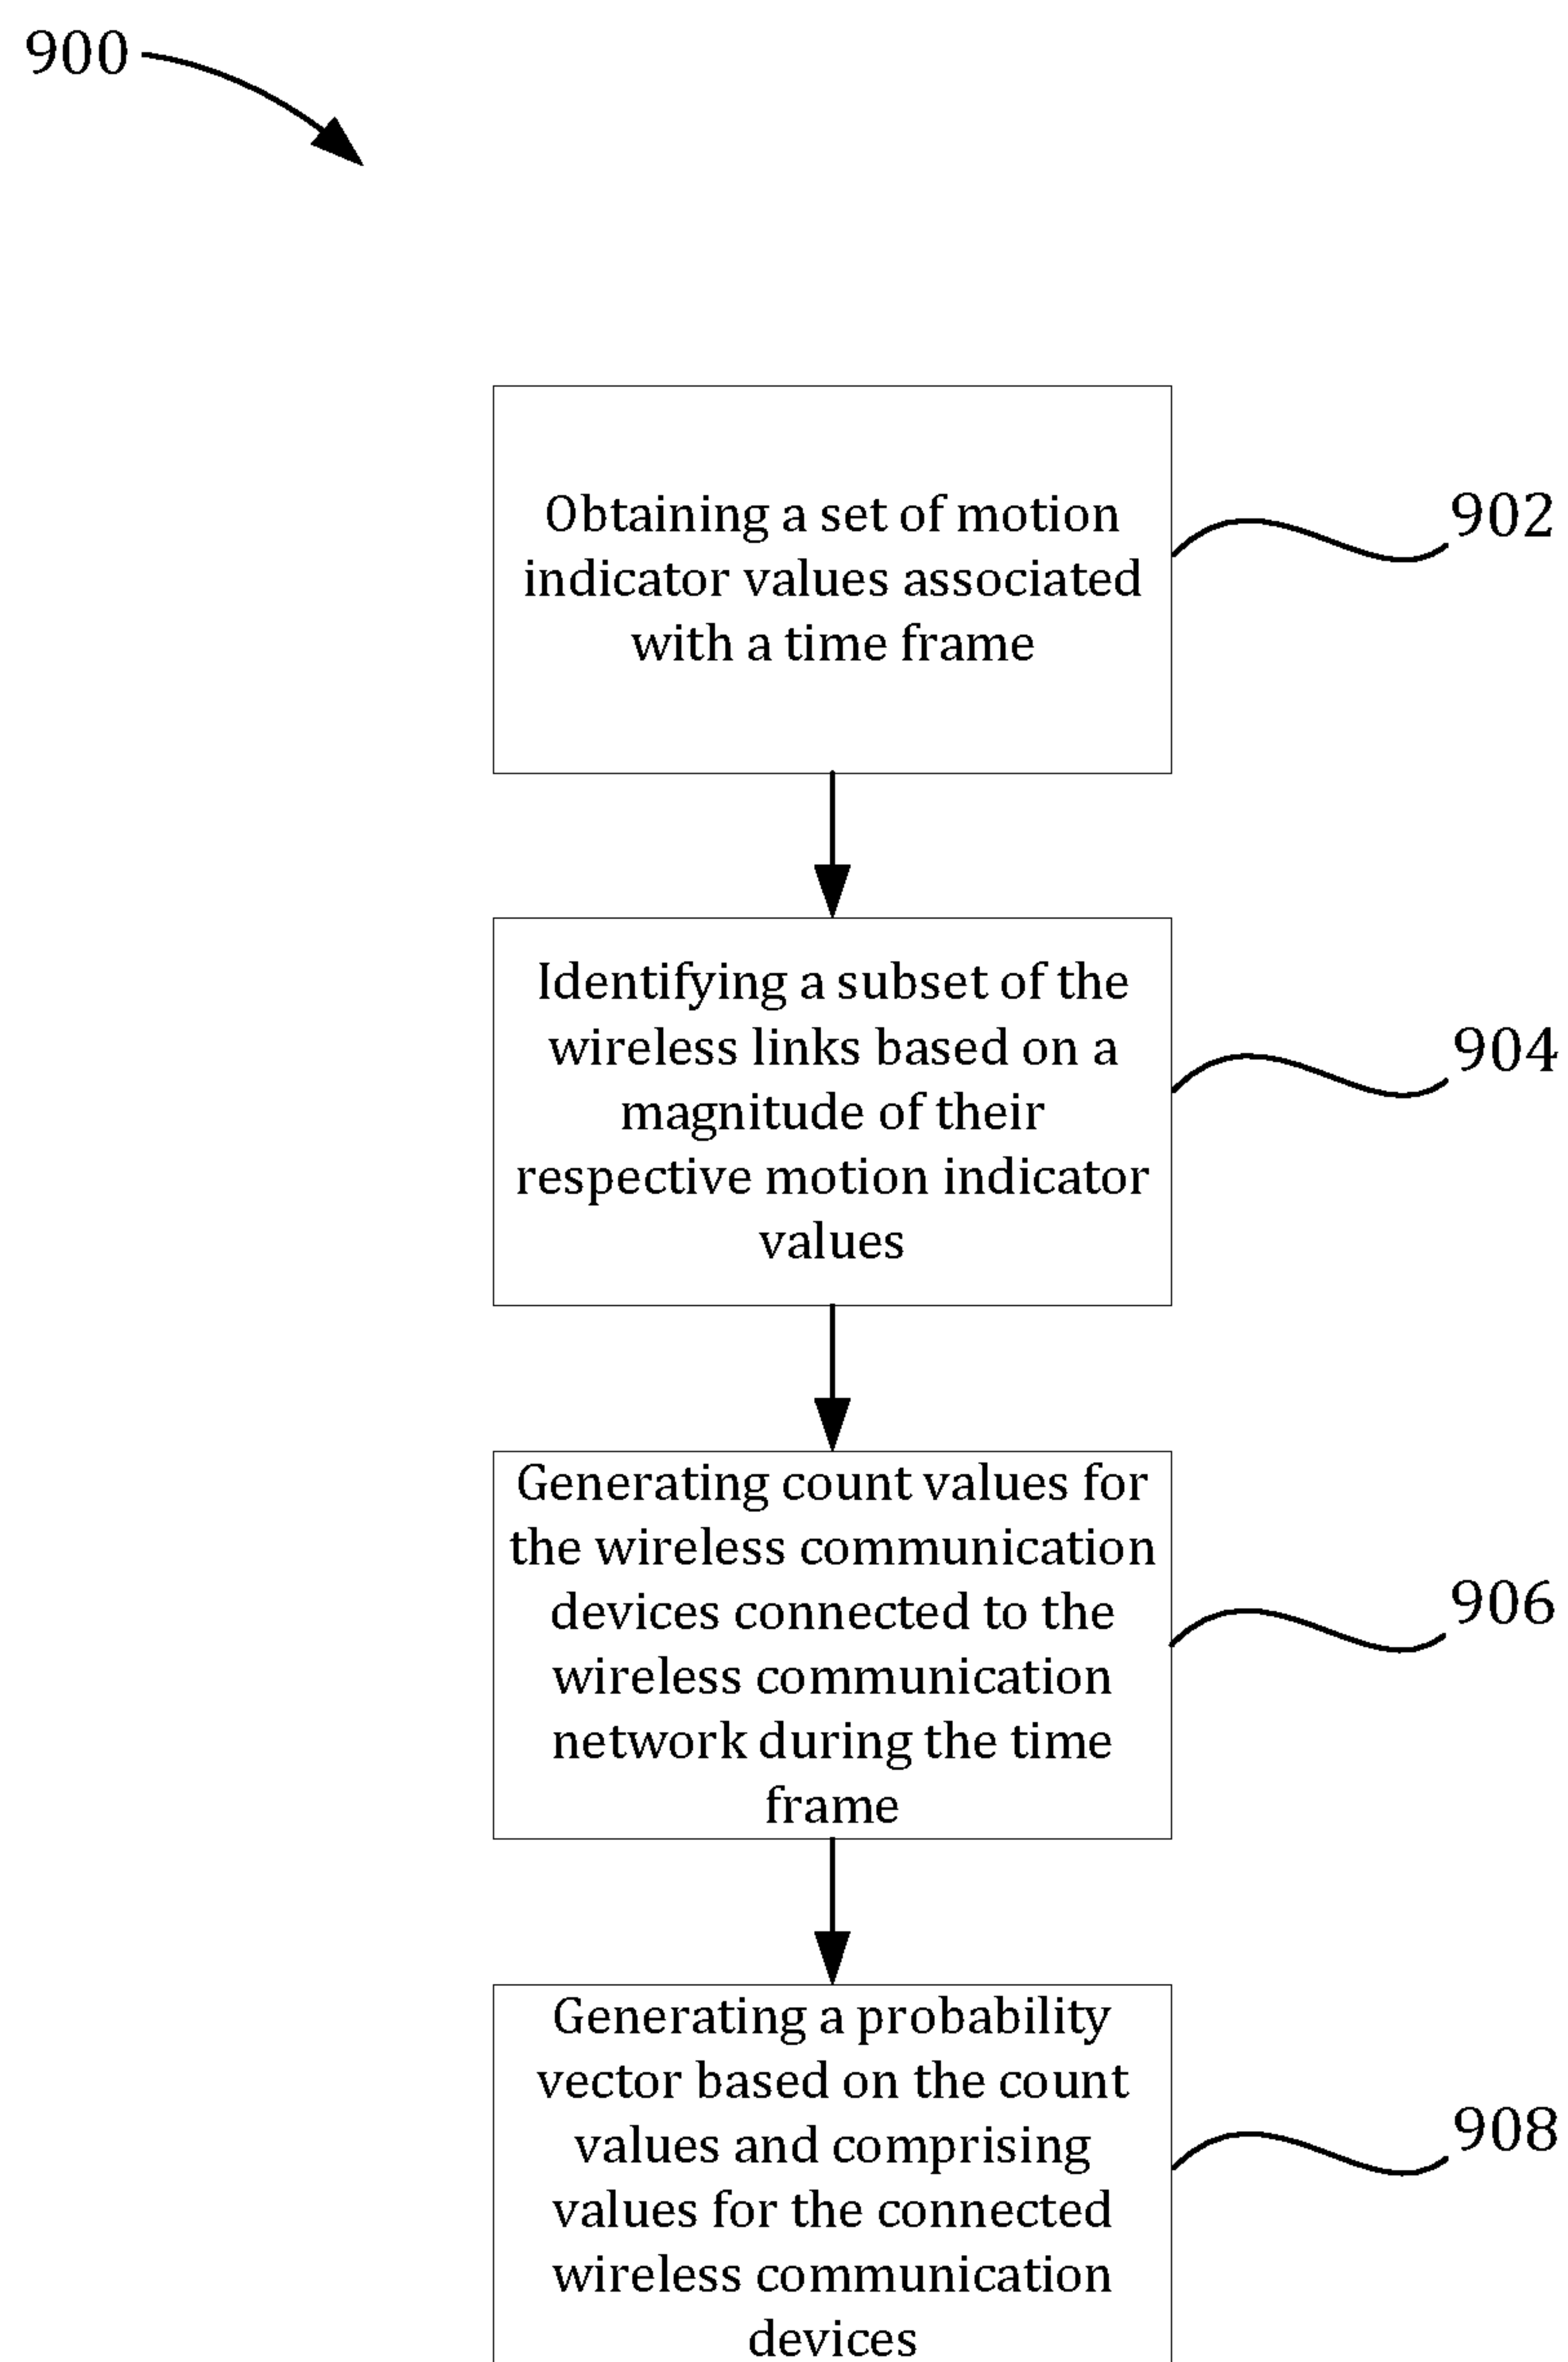 900
Obtaining a set of motion
indicator values associated
with a time frame
902
Identifying a subset of the
wireless links based on a
magnitude of their
respective motion indicator
values
904
Generating count values for
the wireless communication
devices connected to the
wireless communication
network during the time
frame
906
Generating a probability
vector based on the count
values and comprising
values for the connected
wireless communication
devices
908